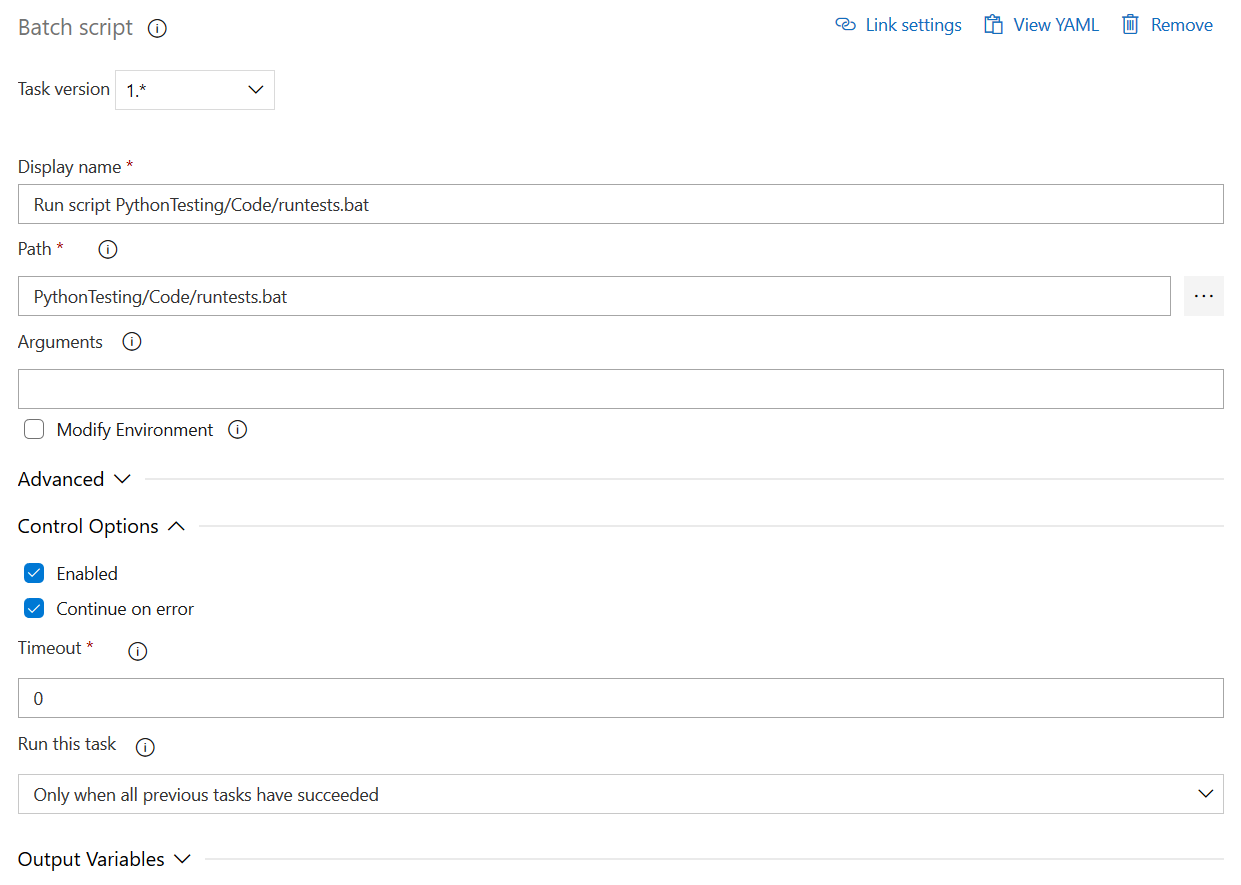 Batch script
Link settings
View YAML
Remove
Task version
1.*
Display name *
Run script PythonTesting/Code/runtests.bat
Path *
PythonTesting/Code/runtests.bat
...
Arguments
Modify Environment
Advanced
Control Options
Enabled
Continue on error
Timeout *
0
Run this task
Only when all previous tasks have succeeded
Output Variables